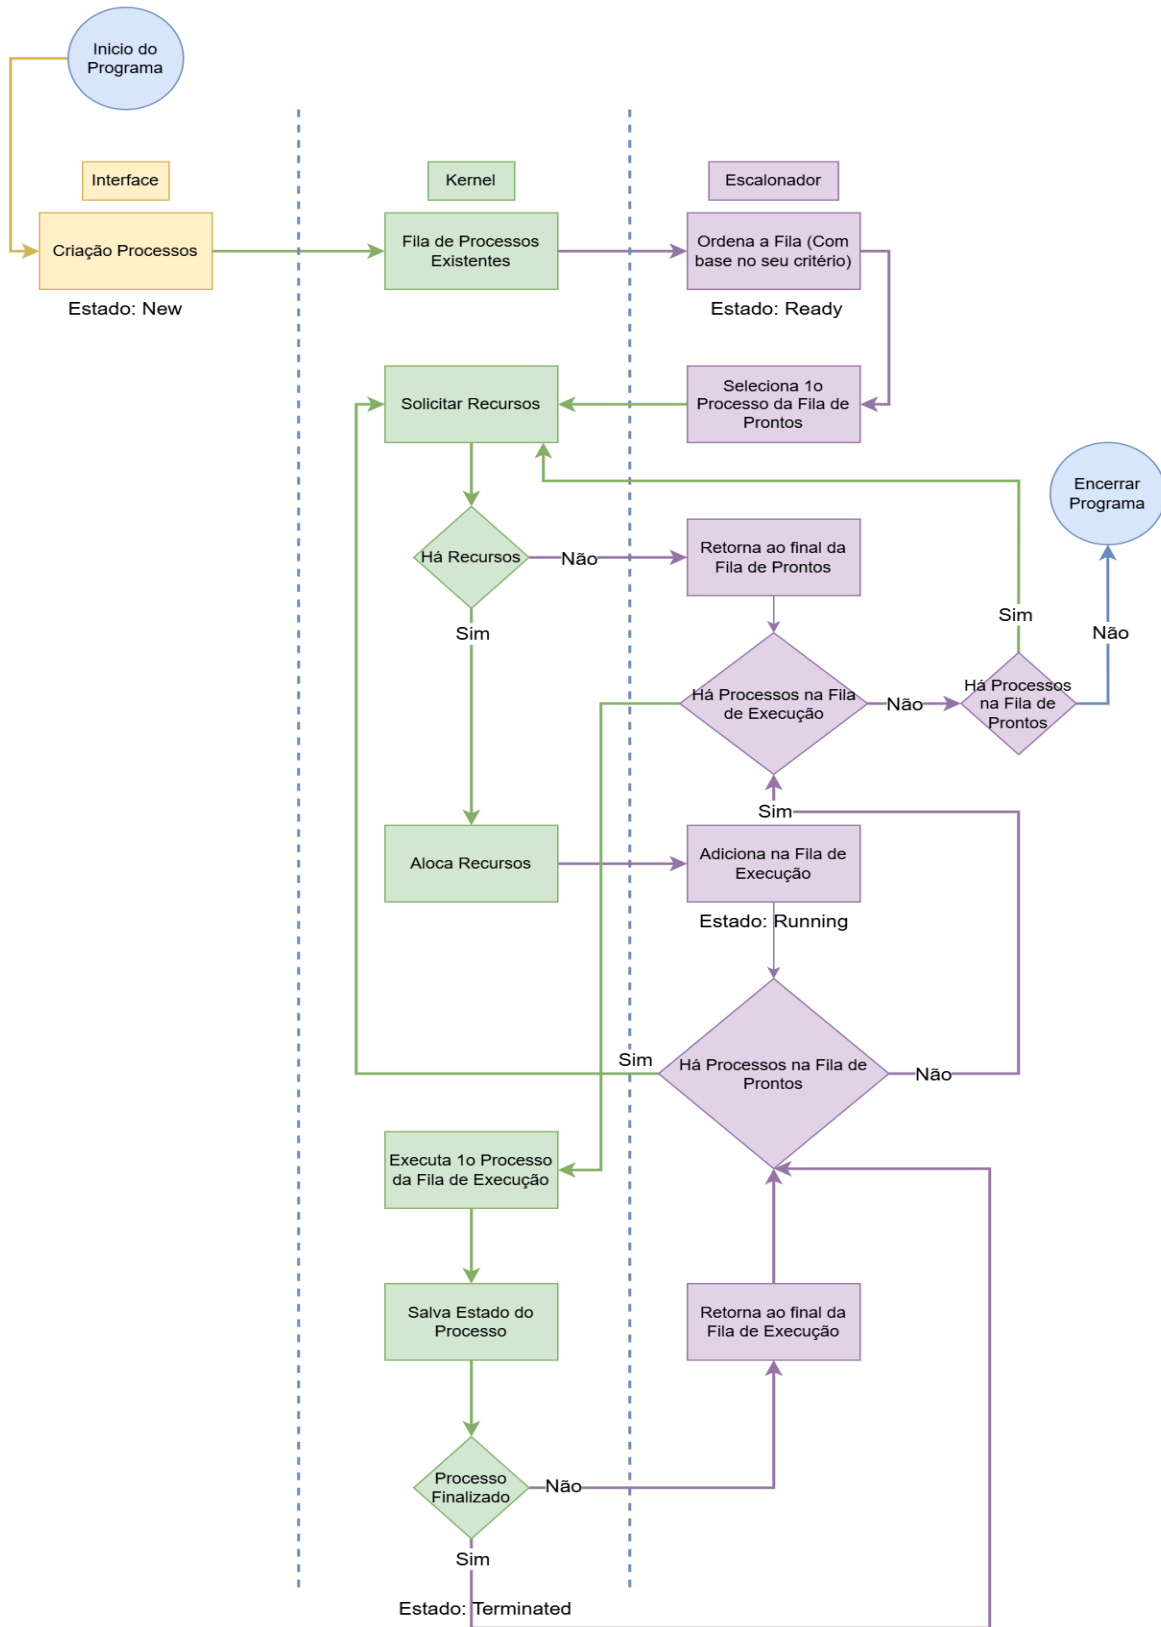 Inicio do
Programa
Interface
Kernel
Escalonador
Criação Processos
Fila de Processos
Existentes
Ordena a Fila (Com
base no seu critério)
Estado: New
Estado: Ready
Solicitar Recursos
Seleciona 1o
Processo da Fila de
Prontos
Encerrar
Programa
Há Recursos
Não
Retorna ao final da
Fila de Prontos
Sim
Sim
Não
Há Processos na Fila
de Execução
Não
Há Processos
na Fila de
Prontos
Sim
Aloca Recursos
Adiciona na Fila de
Execução
Estado: Running
Sim
Há Processos na Fila de
Prontos
Não
Executa 1o Processo
da Fila de Execução
Salva Estado do
Processo
Retorna ao final da
Fila de Execução
Processo
Finalizado
Não
Sim
Estado: Terminated